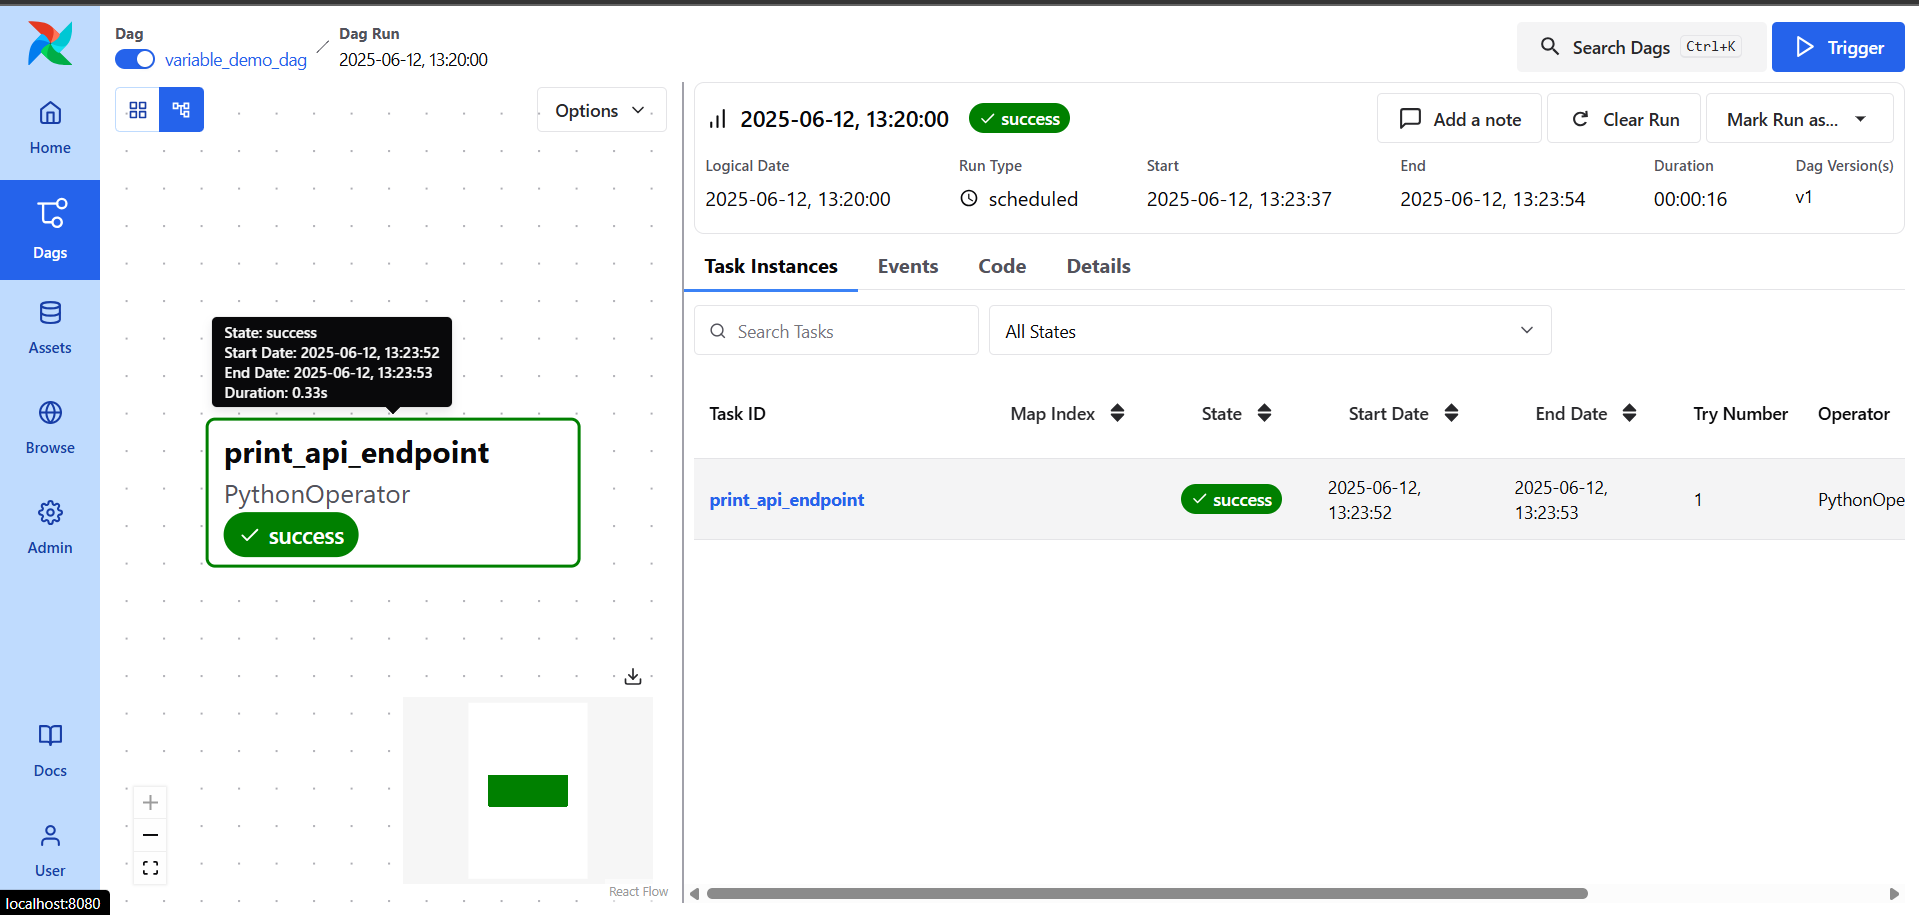 Dag
variable_demo_dag
Dag Run
2025-06-12, 13:20:00
Search Dags
Ctrl+K
Trigger
Home
Dags
Assets
Browse
Admin
Docs
User
localhost:8080
Options
State: success
Start Date: 2025-06-12, 13:23:52
End Date: 2025-06-12, 13:23:53
Duration: 0.33s
print_api_endpoint
PythonOperator
success
React Flow
2025-06-12, 13:20:00
success
Add a note
Clear Run
Mark Run as...
Logical Date
Run Type
Start
End
Duration
Dag Version(s)
2025-06-12, 13:20:00
scheduled
2025-06-12, 13:23:37
2025-06-12, 13:23:54
00:00:16
v1
Task Instances
Events
Code
Details
Search Tasks
All States
Task ID
Map Index
State
Start Date
End Date
Try Number
Operator
print_api_endpoint
success
2025-06-12,
13:23:52
2025-06-12,
13:23:53
1
PythonOpe